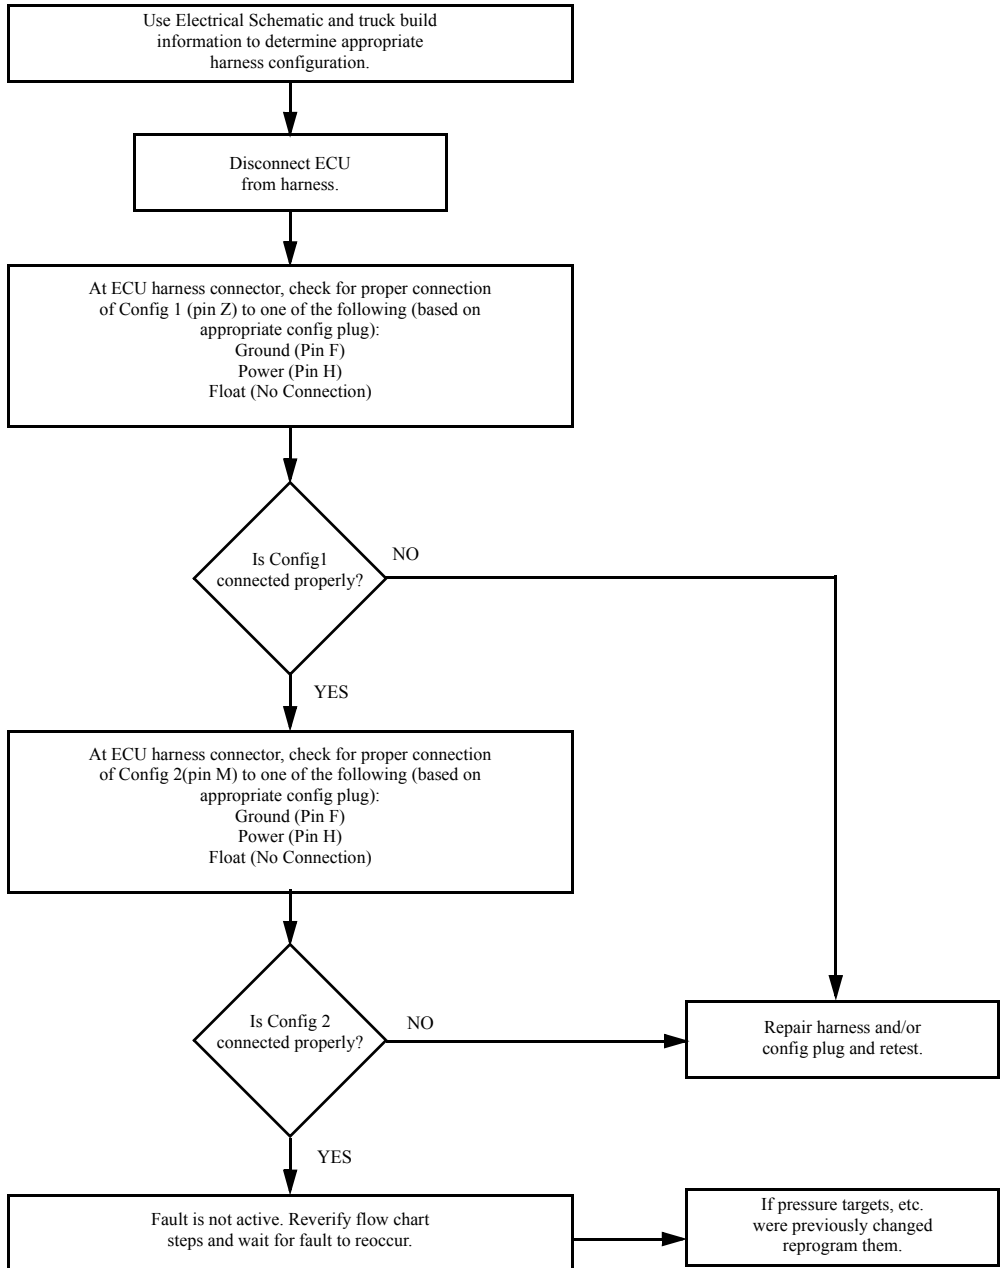 Use Electrical Schematic and truck build
information to determine appropriate
harness configuration.
Disconnect ECU
from harness.
At ECU harness connector, check for proper connection
of Config 1 (pin Z) to one of the following (based on
appropriate config plug):
Ground (Pin F)
Power (Pin H)
Float (No Connection)
Is Config1
connected properly?
NO
YES
At ECU harness connector, check for proper connection
of Config 2(pin M) to one of the following (based on
appropriate config plug):
Ground (Pin F)
Power (Pin H)
Float (No Connection)
Is Config 2
connected properly?
NO
Repair harness and/or
config plug and retest.
YES
Fault is not active. Reverify flow chart
steps and wait for fault to reoccur.
If pressure targets, etc.
were previously changed
reprogram them.